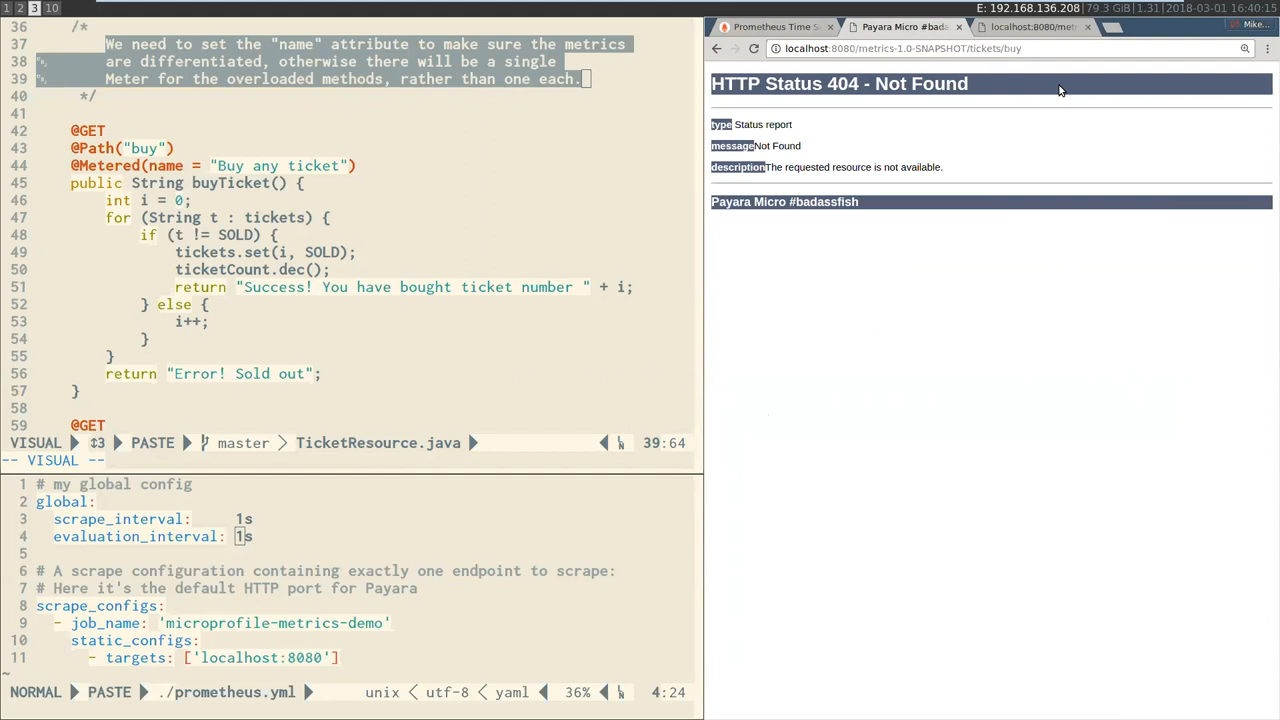 1 2 3 10
E: 192.168.136.208 | 79.3 GiB | 1.31 | 2018-03-01 16:40:15
36 /*
37 We need to set the "name" attribute to make sure the metrics
38 are differentiated, otherwise there will be a single
39 Meter for the overloaded methods, rather than one each.
40 */
41
42 @GET
43 @Path("buy")
44 @Metered(name = "Buy any ticket")
45 public String buyTicket() {
46 int i = 0;
47 for (String t : tickets) {
48 if (t != SOLD) {
49 tickets.set(i, SOLD);
50 ticketCount.dec();
51 return "Success! You have bought ticket number " + i;
52 } else {
53 i++;
54 }
55 }
56 return "Error! Sold out";
57 }
58
59 @GET
VISUAL 3 PASTE master TicketResource.java 39:64
-- VISUAL --
1 # my global config
2 global:
3 scrape_interval: 1s
4 evaluation_interval: 1s
5
6 # A scrape configuration containing exactly one endpoint to scrape:
7 # Here it's the default HTTP port for Payara
8 scrape_configs:
9 - job_name: 'microprofile-metrics-demo'
10 static_configs:
11 - targets: ['localhost:8080']
~
NORMAL PASTE ./prometheus.yml unix < utf-8 < yaml 36% 4:24
Prometheus Time S
Payara Micro #bada
localhost:8080/metr
Mike...
localhost:8080/metrics-1.0-SNAPSHOT/tickets/buy
HTTP Status 404 - Not Found
type Status report
messageNot Found
descriptionThe requested resource is not available.
Payara Micro #badassfish